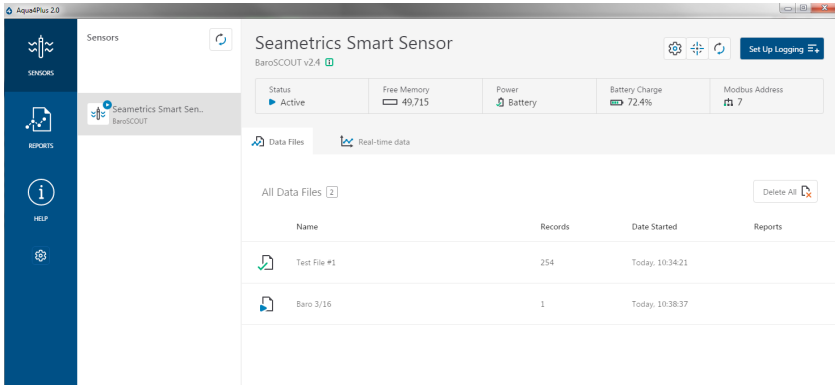 Aqua4Plus 2.0
SENSORS
REPORTS
HELP
Sensors
Seametrics Smart Sen...
BaroSCOUT
Seametrics Smart Sensor
BaroSCOUT v2.4
Set Up Logging
Status Free Memory Power Battery Charge Modbus Address
Active 49,715 Battery 72.4% 7
Data Files Real-time data
All Data Files 2 Delete All
Name Records Date Started Reports
Test File #1 254 Today, 10:34:21
Baro 3/16 1 Today, 10:38:37